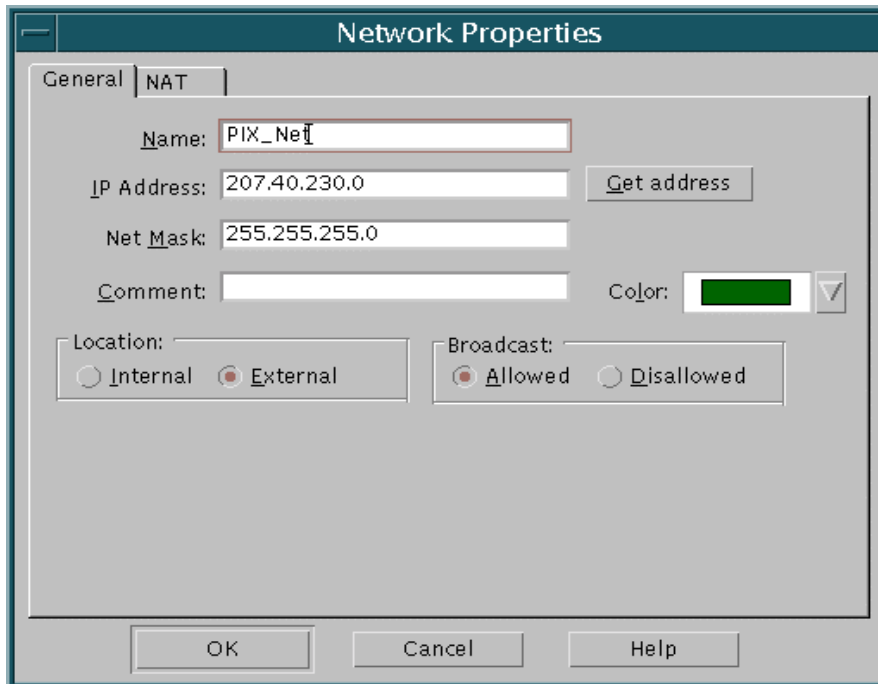 Network Properties
General NAT
Name: PIX_Net
IP Address: 207.40.230.0 Get address
Net Mask: 255.255.255.0
Comment: Color:
Location: Broadcast:
Internal External Allowed Disallowed
OK Cancel Help